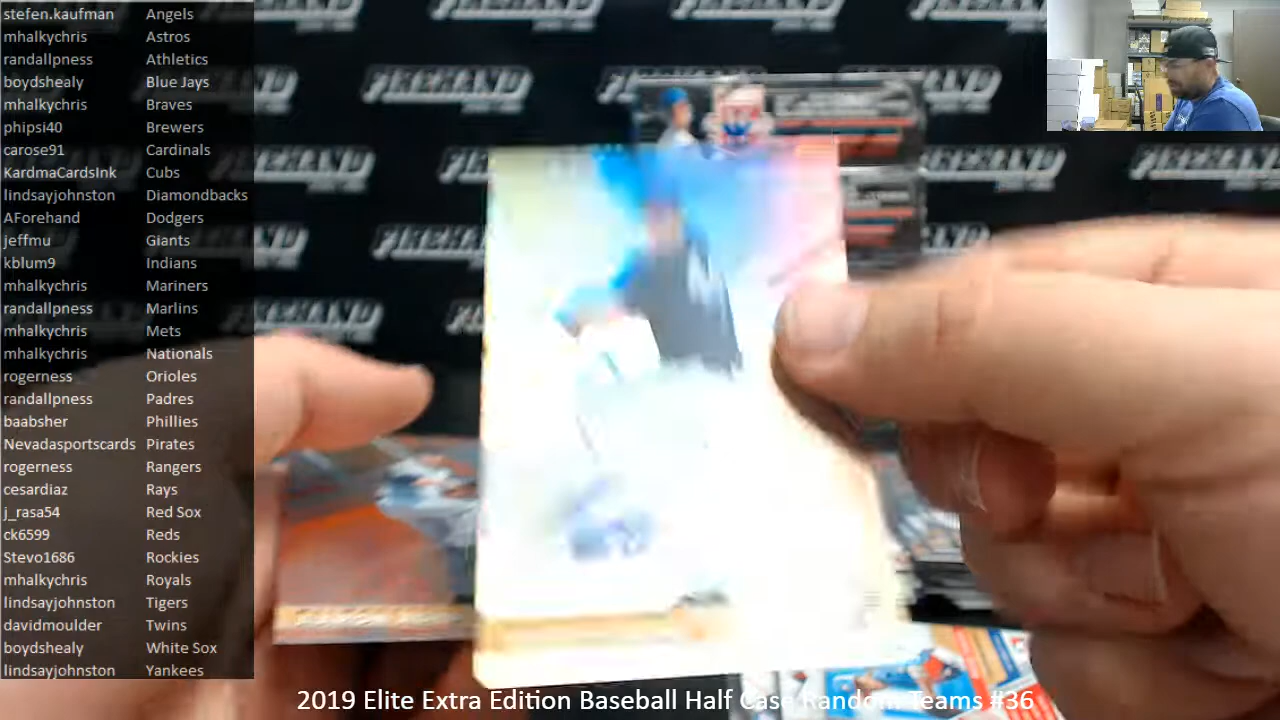 stefen.kaufman Angels
mhalkychris Astros
randallpness Athletics
boydshealy Blue Jays
mhalkychris Braves
phipsi40 Brewers
carose91 Cardinals
KardmaCardsInk Cubs
lindsayjohnston Diamondbacks
AForehand Dodgers
jeffmu Giants
kblum9 Indians
mhalkychris Mariners
randallpness Marlins
mhalkychris Mets
mhalkychris Nationals
rogerness Orioles
randallpness Padres
baabsher Phillies
Nevadasportscards Pirates
rogerness Rangers
cesardiaz Rays
j_rasa54 Red Sox
ck6599 Reds
Stevo1686 Rockies
mhalkychris Royals
lindsayjohnston Tigers
davidmoulder Twins
boydshealy White Sox
lindsayjohnston Yankees
FIREHAND
FIREHAND
FIREHAND
2019 Elite Extra Edition Baseball Half Case Random Teams #36